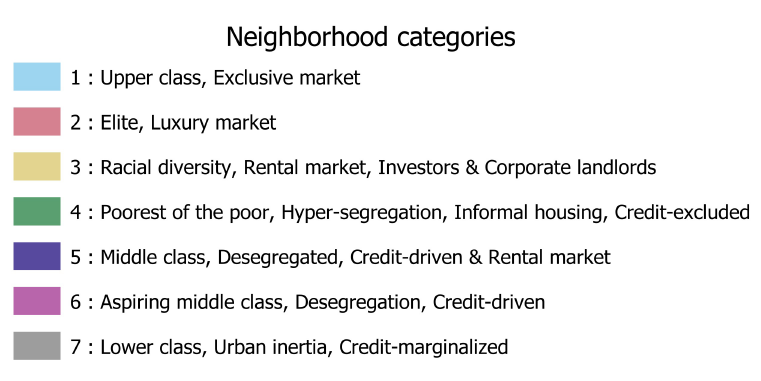 Neighborhood categories
1 : Upper class, Exclusive market
2 : Elite, Luxury market
3 : Racial diversity, Rental market, Investors & Corporate landlords
4 : Poorest of the poor, Hyper-segregation, Informal housing, Credit-excluded
5 : Middle class, Desegregated, Credit-driven & Rental market
6 : Aspiring middle class, Desegregation, Credit-driven
7 : Lower class, Urban inertia, Credit-marginalized